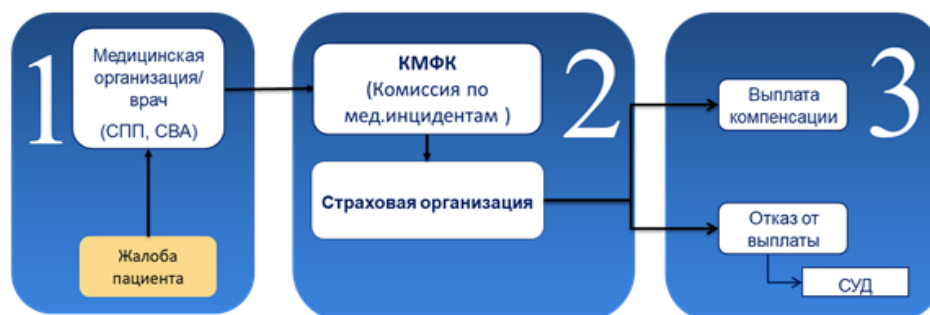 1
Медицинская
организация/
врач
(СПП, СВА)
Жалоба
пациента
2
КМФК
(Комиссия по
мед.инцидентам )
Страховая организация
3
Выплата
компенсации
Отказ от
выплаты
СУД